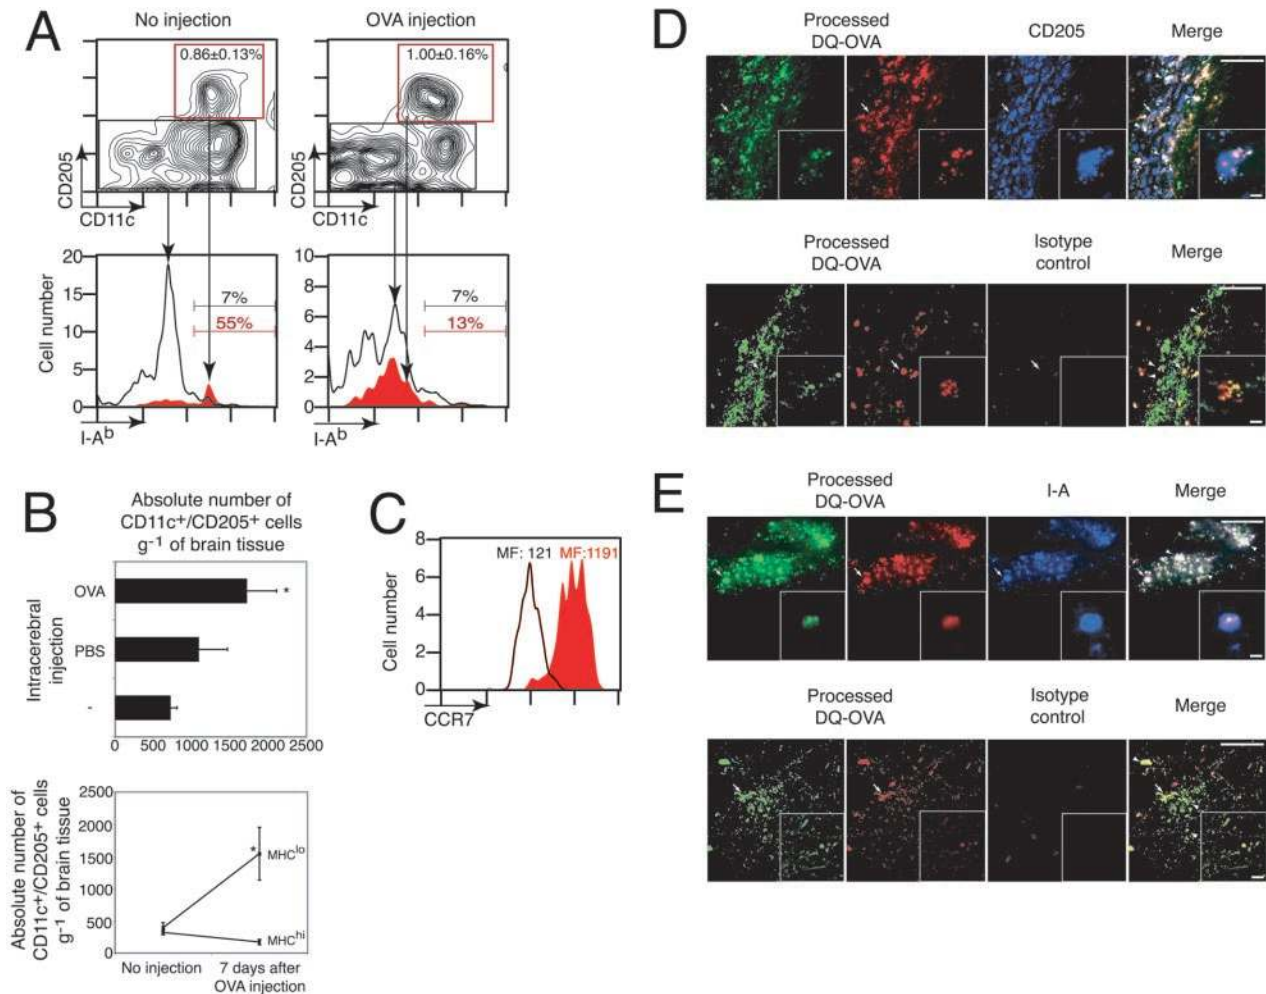 A
No injection
OVA injection
0.86±0.13%
1.00±0.16%
CD205
CD11c
CD205
CD11c
Cell number
20
15
10
5
0
7%
55%
I-Ab
10
8
6
4
2
0
7%
13%
I-Ab
B
Absolute number of
CD11c+/CD205+ cells
g-1 of brain tissue
Intracerebral
injection
OVA
PBS
-
0 500 1000 1500 2000 2500
*
Absolute number of
CD11c+/CD205+ cells
g-1 of brain tissue
2500
2000
1500
1000
500
0
*
MHClo
MHChi
No injection
7 days after
OVA injection
C
Cell number
8
6
4
2
0
MF: 121 MF:1191
CCR7
D
Processed
DQ-OVA
CD205
Merge
Processed
DQ-OVA
Isotype
control
Merge
E
Processed
DQ-OVA
I-A
Merge
Processed
DQ-OVA
Isotype
control
Merge